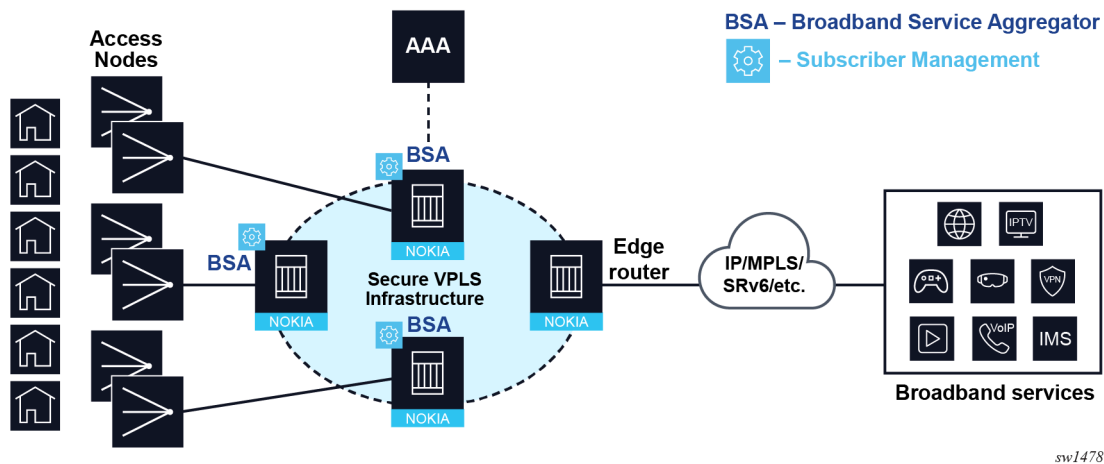 BSA – Broadband Service Aggregator
– Subscriber Management
Access
Nodes
AAA
BSA
NOKIA
BSA
NOKIA
Secure VPLS
Infrastructure
BSA
NOKIA
Edge
router
NOKIA
IP/MPLS/
SRv6/etc.
IPTV
VPN
VoIP
IMS
Broadband services
sw1478